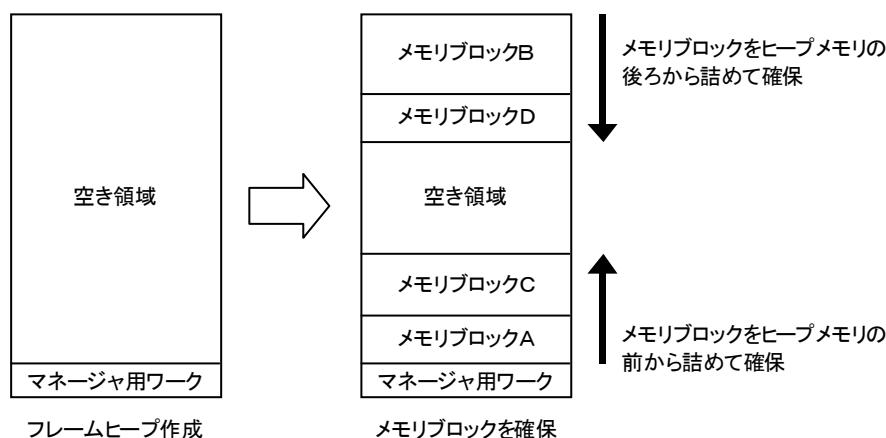 空き領域
マネージャ用ワーク
フレームヒープ作成
メモリブロックB
メモリブロックD
空き領域
メモリブロックC
メモリブロックA
マネージャ用ワーク
メモリブロックを確保
メモリブロックをヒープメモリの
後ろから詰めて確保
メモリブロックをヒープメモリの
前から詰めて確保